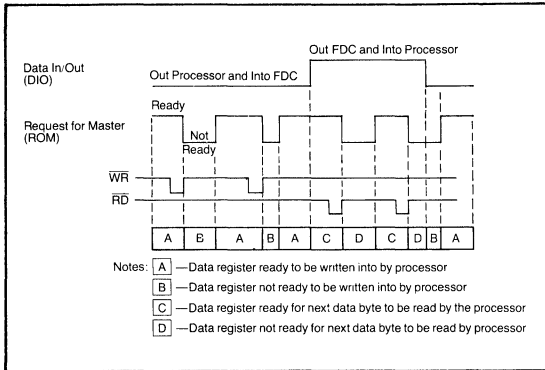 Out FDC and Into Processor
Data In/Out
(DIO)
Out Processor and Into FDC
Ready
Request for Master
(ROM)
Not
Ready
WR
RD
A B A B A C D C D B A
Notes: A —Data register ready to be written into by processor
B —Data register not ready to be written into by processor
C —Data register ready for next data byte to be read by the processor
D —Data register not ready for next data byte to be read by processor